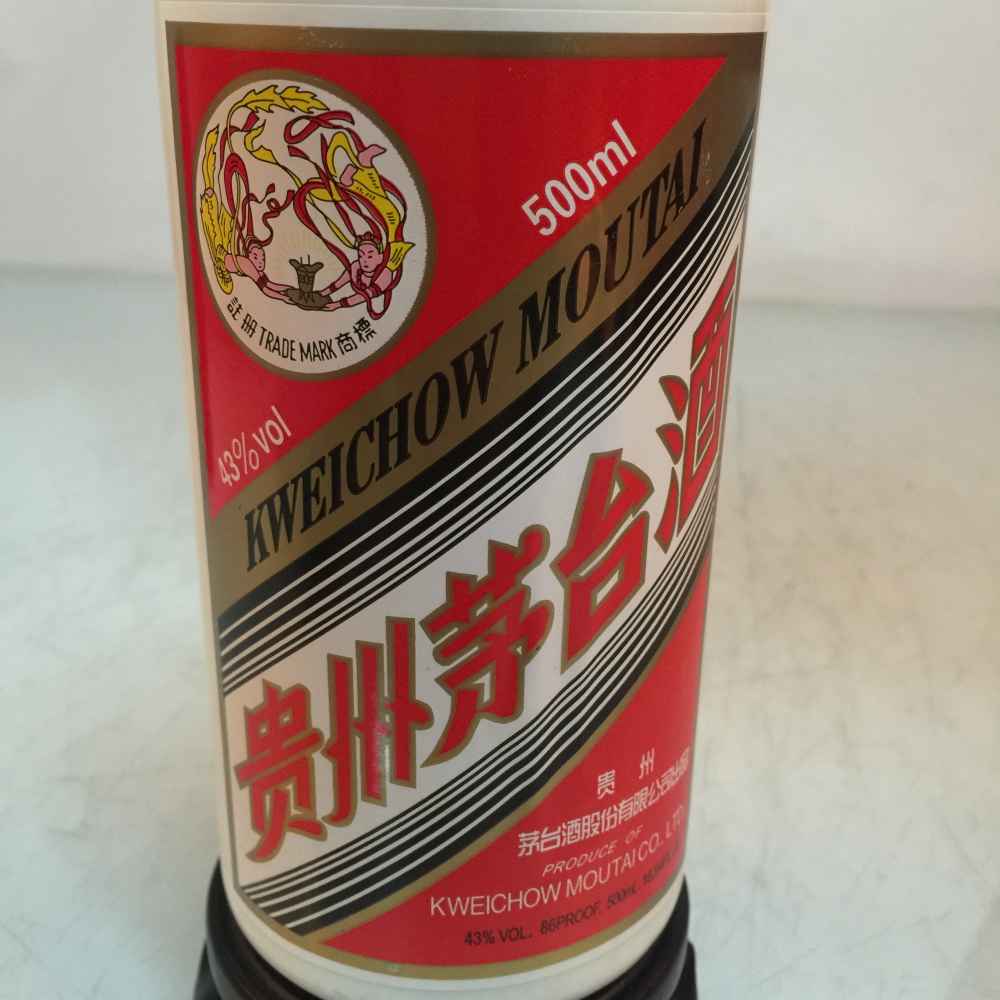 註册 TRADE MARK 商標
500ml
43%vol
KWEICHOW MOUTAI
贵州茅台酒
贵州
茅台酒股份有限公司出品
PRODUCE OF
KWEICHOW MOUTAI CO., LTD
43% VOL. 86PROOF. 500ML.